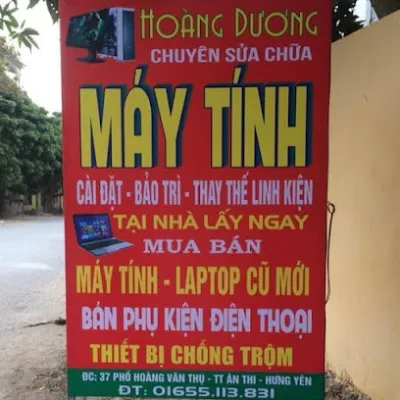 HOÀNG DƯƠNG
CHUYÊN SỬA CHỮA
MÁY TÍNH
CÀI ĐẶT - BẢO TRÌ - THAY THẾ LINH KIỆN
TẠI NHÀ LẤY NGAY
MUA BÁN
MÁY TÍNH - LAPTOP CŨ MỚI
BÁN PHỤ KIỆN ĐIỆN THOẠI
THIẾT BỊ CHỐNG TRỘM
ĐC: 37 PHỐ HOÀNG VĂN THỤ - TT ÂN THI - HƯNG YÊN
ĐT: 01655.113.831